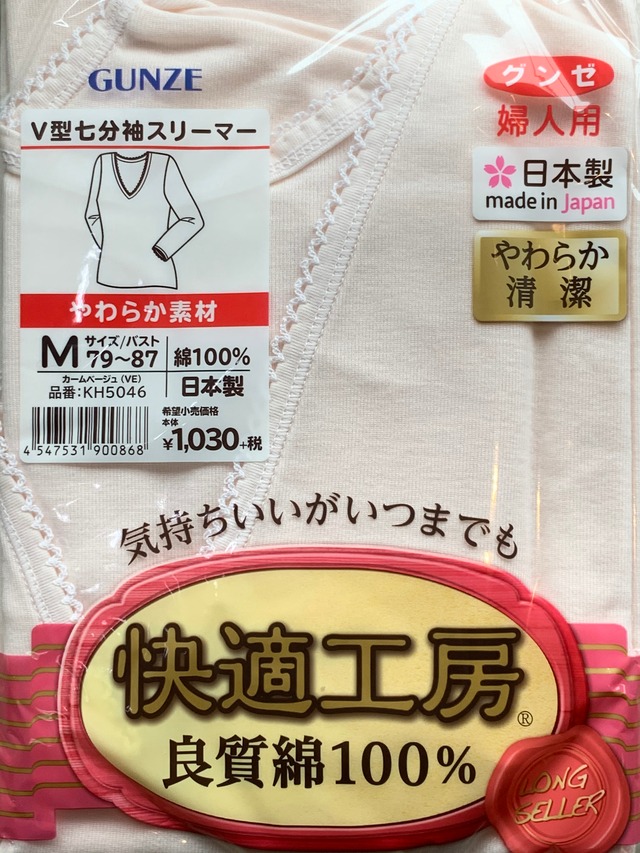 GUNZE
V型七分袖スリーマー
やわらか素材
M サイズ/バスト 79~87
カームベージュ(VE)
品番:KH5046
綿100%
日本製
希望小売価格
本体
¥1,030+税
4 547531 900868
グンゼ
婦人用
日本製
made in Japan
やわらか
清潔
気持ちいいがいつまでも
快適工房®
良質綿100%
LONG
SELLER